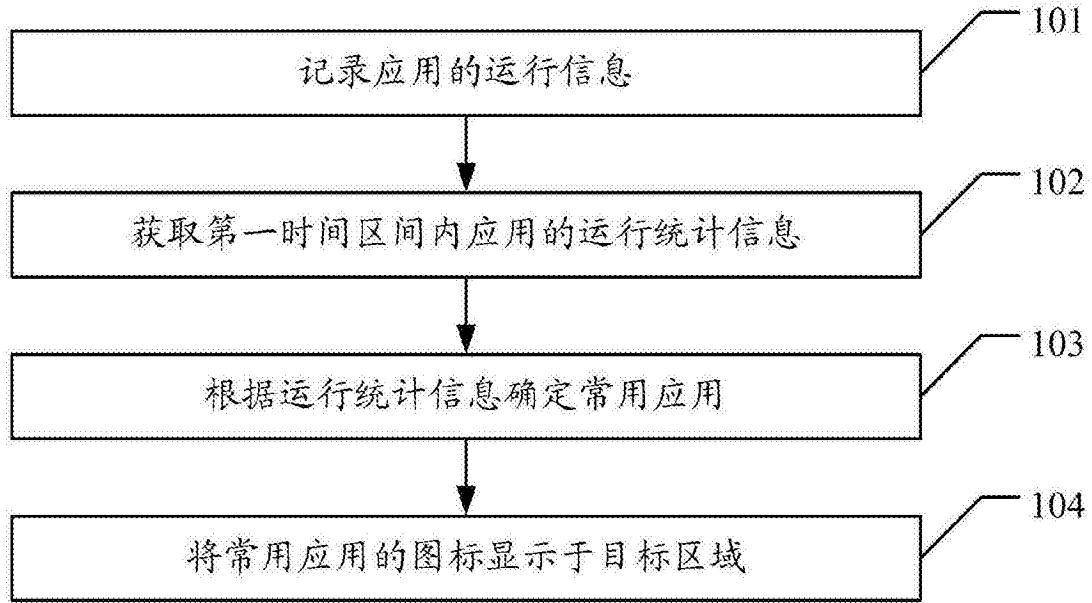 101
记录应用的运行信息
102
获取第一时间区间内应用的运行统计信息
103
根据运行统计信息确定常用应用
104
将常用应用的图标显示于目标区域